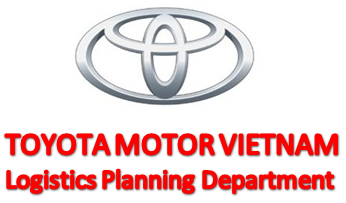 TOYOTA MOTOR VIETNAM
Logistics Planning Department